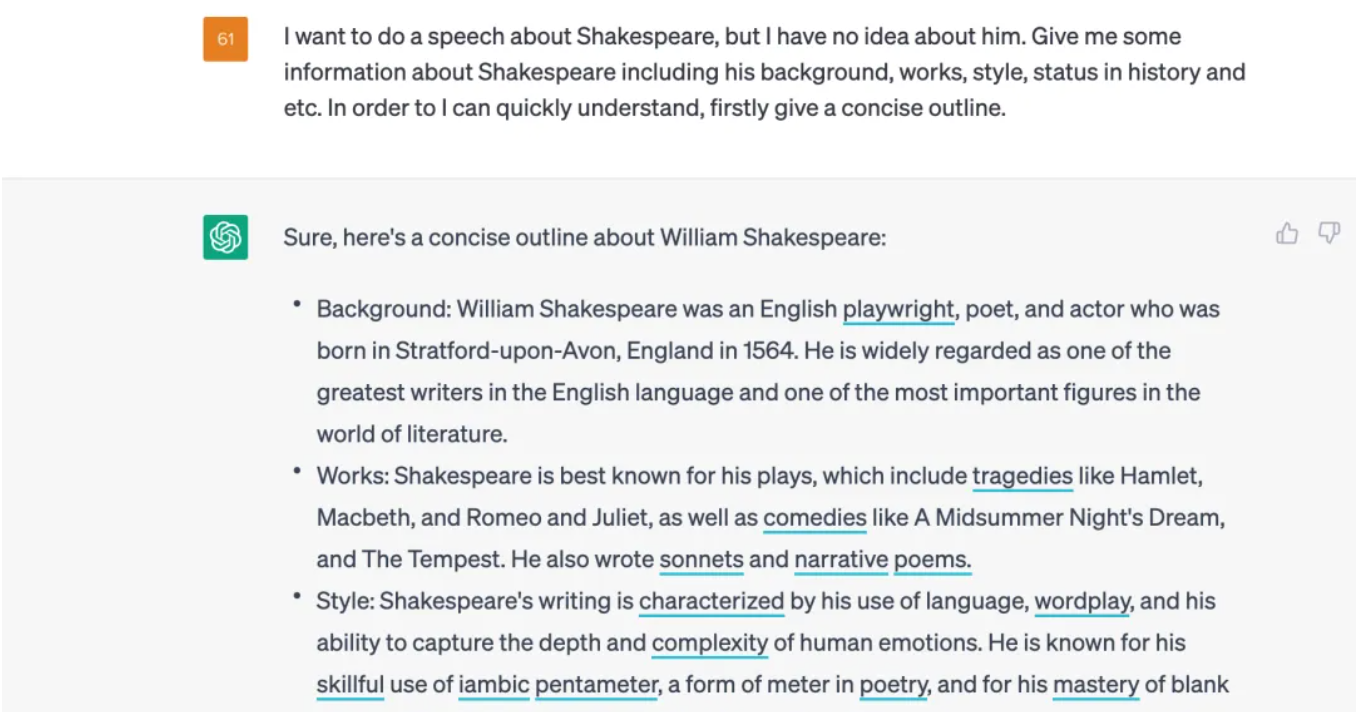 61
I want to do a speech about Shakespeare, but I have no idea about him. Give me some
information about Shakespeare including his background, works, style, status in history and
etc. In order to I can quickly understand, firstly give a concise outline.
Sure, here's a concise outline about William Shakespeare:
• Background: William Shakespeare was an English playwright, poet, and actor who was
born in Stratford-upon-Avon, England in 1564. He is widely regarded as one of the
greatest writers in the English language and one of the most important figures in the
world of literature.
• Works: Shakespeare is best known for his plays, which include tragedies like Hamlet,
Macbeth, and Romeo and Juliet, as well as comedies like A Midsummer Night's Dream,
and The Tempest. He also wrote sonnets and narrative poems.
• Style: Shakespeare's writing is characterized by his use of language, wordplay, and his
ability to capture the depth and complexity of human emotions. He is known for his
skillful use of iambic pentameter, a form of meter in poetry, and for his mastery of blank